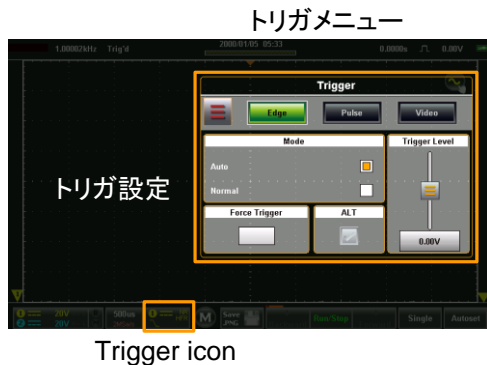 トリガメニュー
1.00002kHz Trig'd 2000/01/05 05:33 0.0000s 0.00V
Trigger
Edge Pulse Video
Mode Trigger Level
Auto
トリガ設定
Normal
Force Trigger ALT
0.00V
20V 500us M Save Run/Stop Single Autoset
20V PNG
Trigger icon